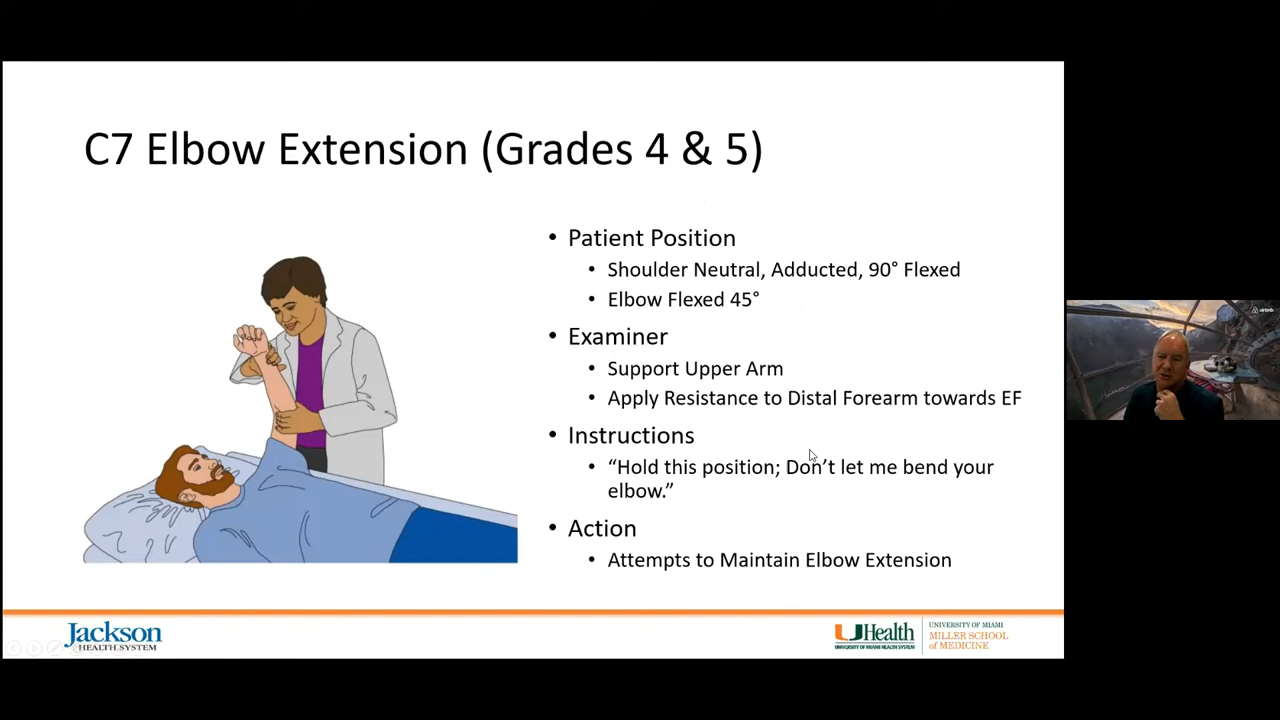 C7 Elbow Extension (Grades 4 & 5)
• Patient Position
• Shoulder Neutral, Adducted, 90° Flexed
• Elbow Flexed 45°
• Examiner
• Support Upper Arm
• Apply Resistance to Distal Forearm towards EF
• Instructions
• “Hold this position; Don’t let me bend your
elbow.”
• Action
• Attempts to Maintain Elbow Extension
Jackson
HEALTH SYSTEM
UHealth
UNIVERSITY OF MIAMI HEALTH SYSTEM
UNIVERSITY OF MIAMI
MILLER SCHOOL
of MEDICINE
airbnb